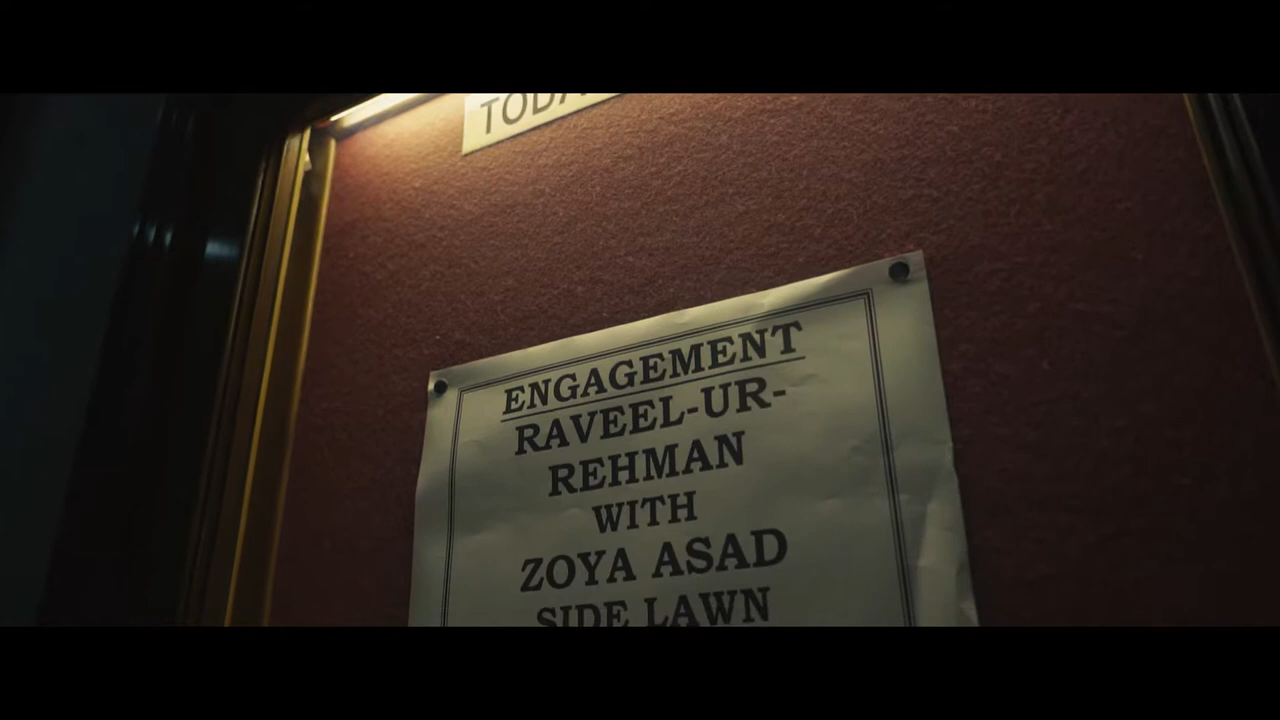 ENGAGEMENT
RAVEEL-UR-
REHMAN
WITH
ZOYA ASAD
SIDE LAWN